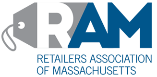 RAM
RETAILERS ASSOCIATION
OF MASSACHUSETTS